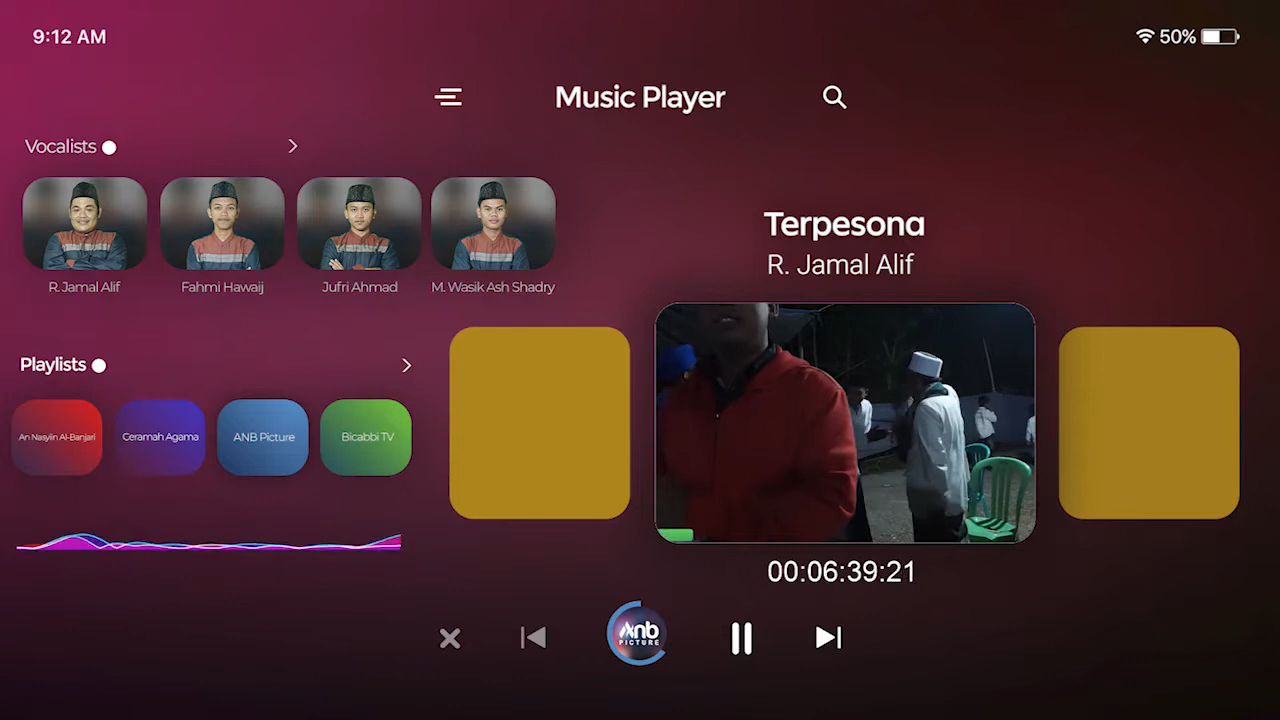 9:12 AM
50%
Music Player
Vocalists
R. Jamal Alif
Fahmi Hawaij
Jufri Ahmad
M. Wasik Ash Shadry
Playlists
An Nasyiin Al-Banjari
Ceramah Agama
ANB Picture
Bicabbi TV
Terpesona
R. Jamal Alif
00:06:39:21
Anb
PICTURE